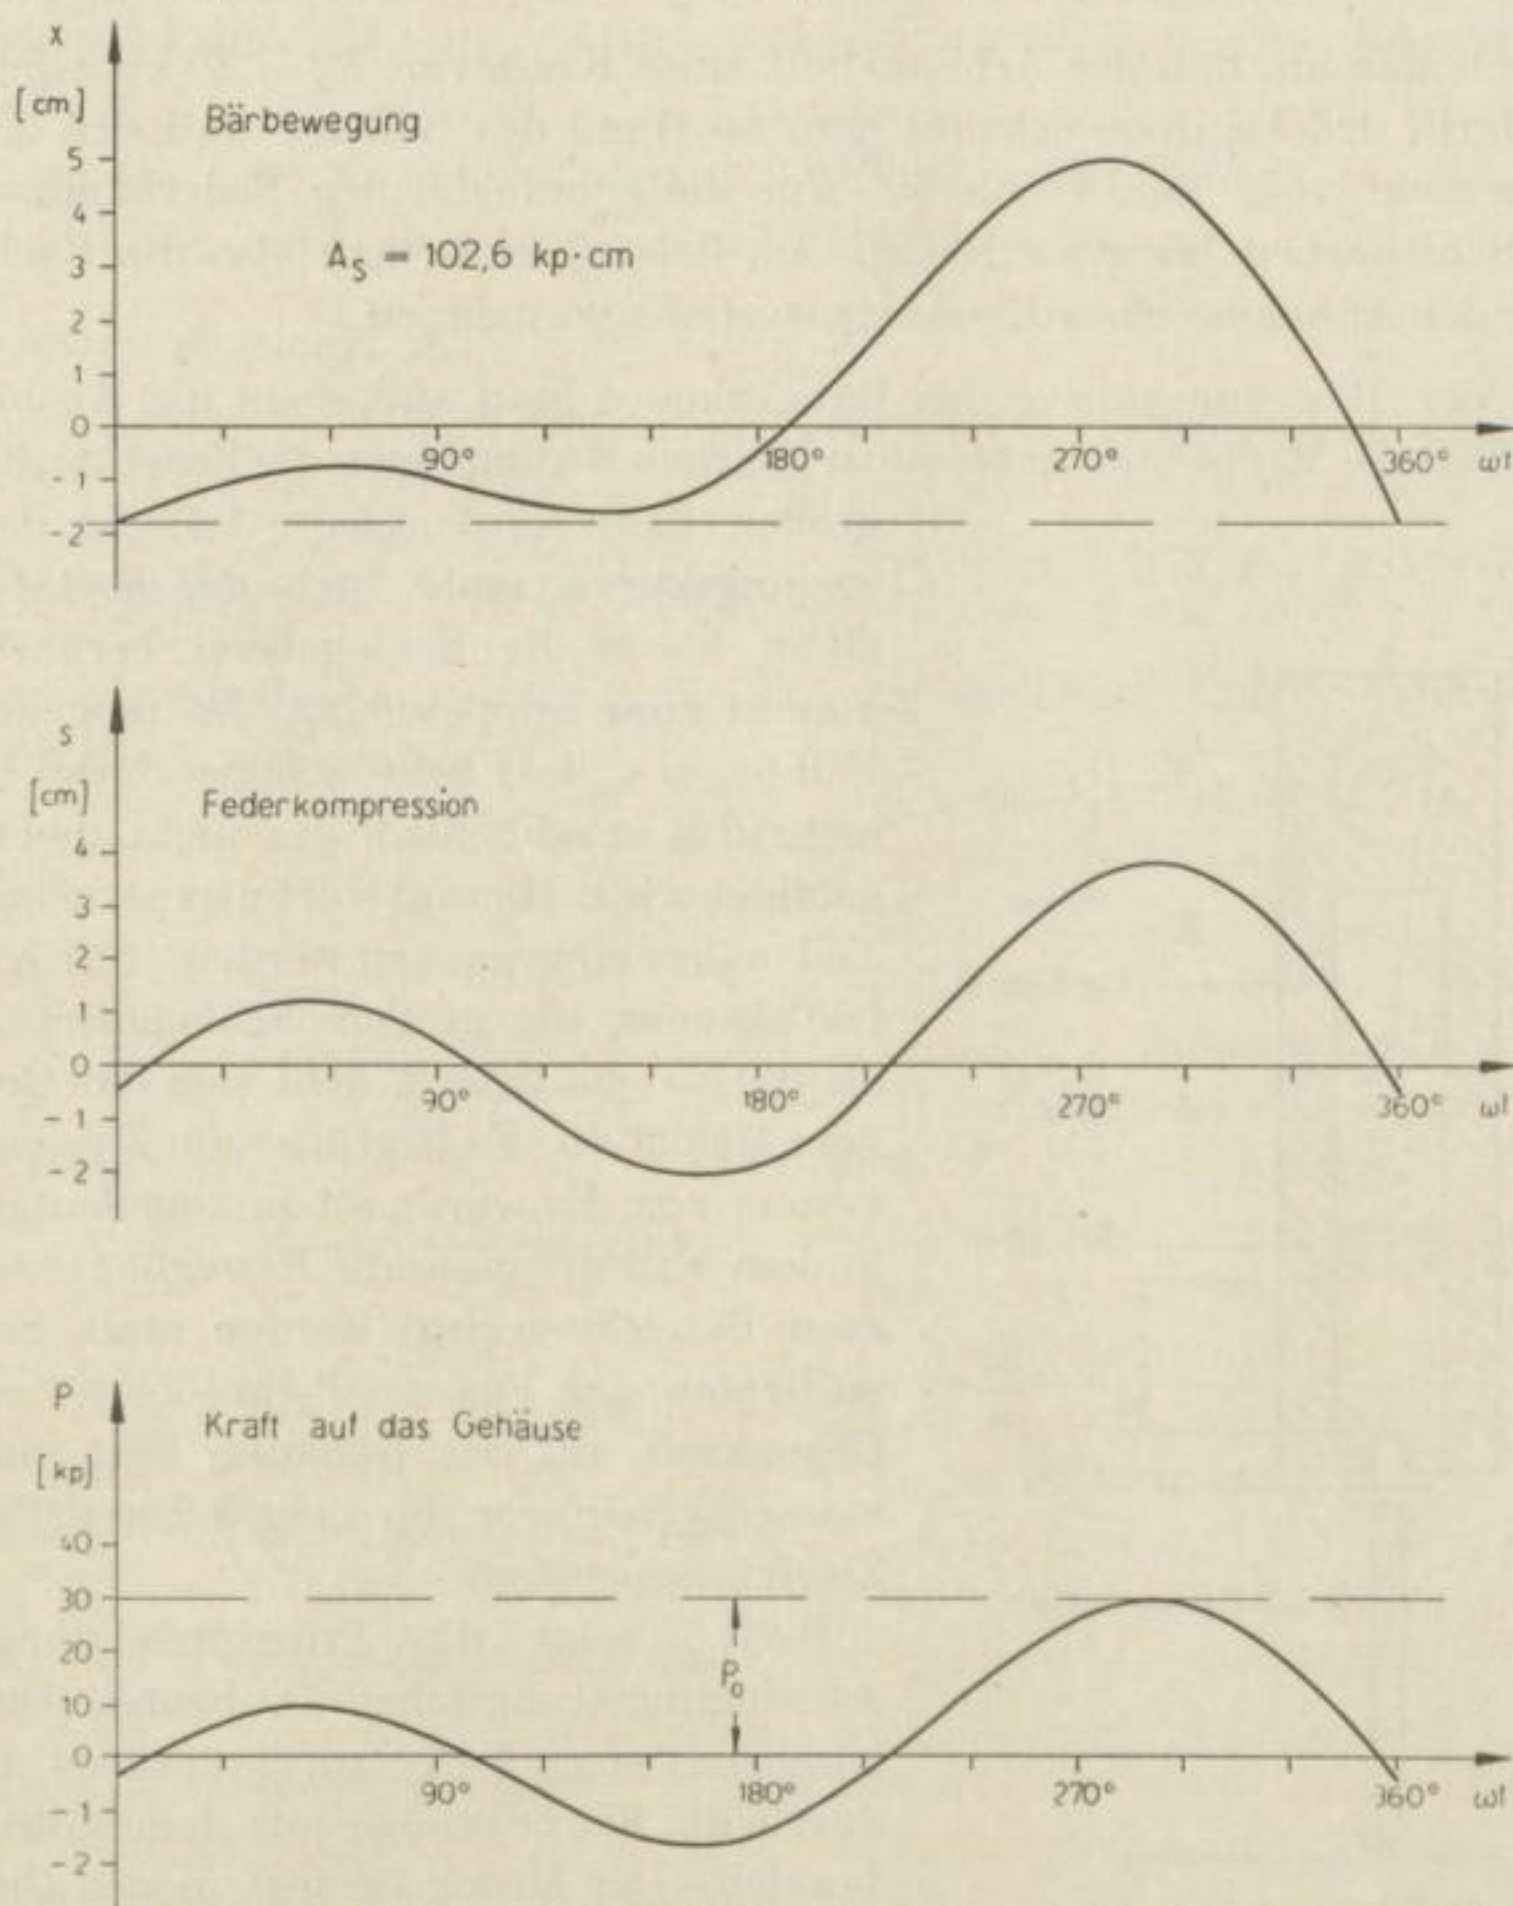 x
[cm]
Bärbewegung
5
4
A_S = 102,6 kp·cm
3
2
1
0
90° 180° 270° 360° ωt
-1
-2
s
[cm]
Federkompression
4
3
2
1
0
90° 180° 270° 360° ωt
-1
-2
P
[kp]
Kraft auf das Gehäuse
40
30
20
P_0
10
0
90° 180° 270° 360° ωt
-1
-2